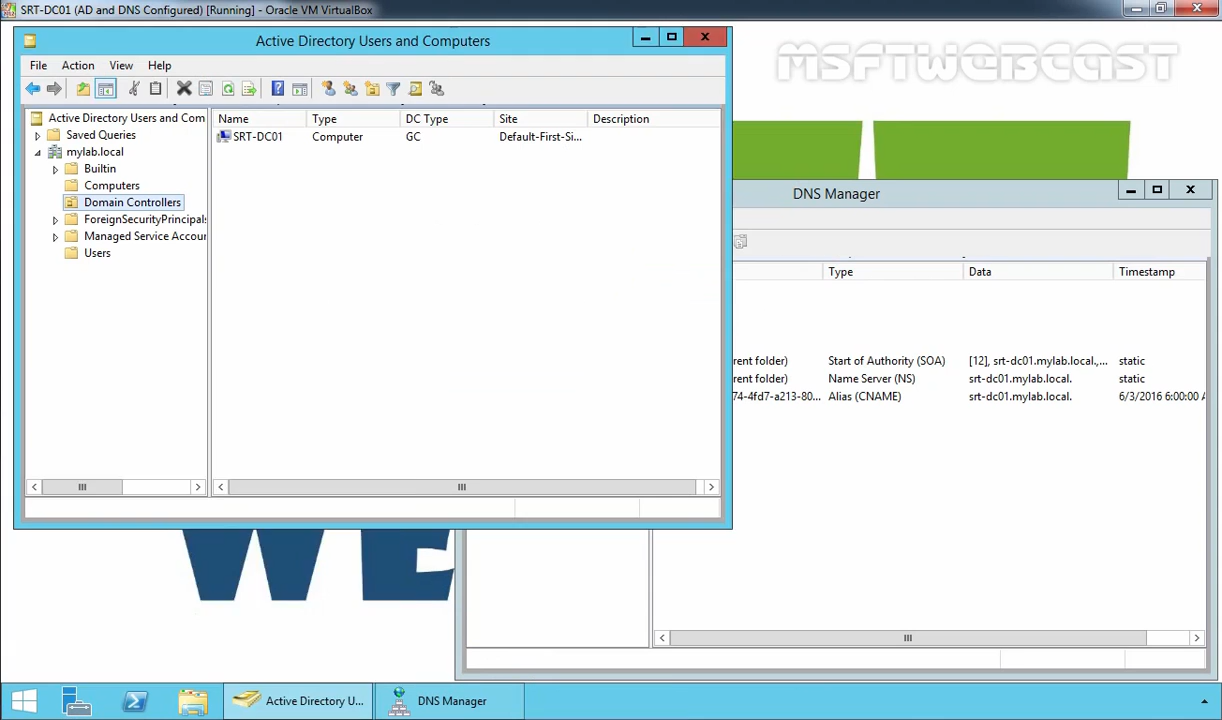 SRT-DC01 (AD and DNS Configured) [Running] - Oracle VM VirtualBox
MSFTWEBCAST
Active Directory Users and Computers
File Action View Help
Active Directory Users and Com
Saved Queries
mylab.local
Builtin
Computers
Domain Controllers
ForeignSecurityPrincipals
Managed Service Accour
Users
Name Type DC Type Site Description
SRT-DC01 Computer GC Default-First-Si...
DNS Manager
Type Data Timestamp
rent folder) Start of Authority (SOA) [12], srt-dc01.mylab.local.,... static
rent folder) Name Server (NS) srt-dc01.mylab.local. static
74-4fd7-a213-80... Alias (CNAME) srt-dc01.mylab.local. 6/3/2016 6:00:00 A
WE
Active Directory U...
DNS Manager